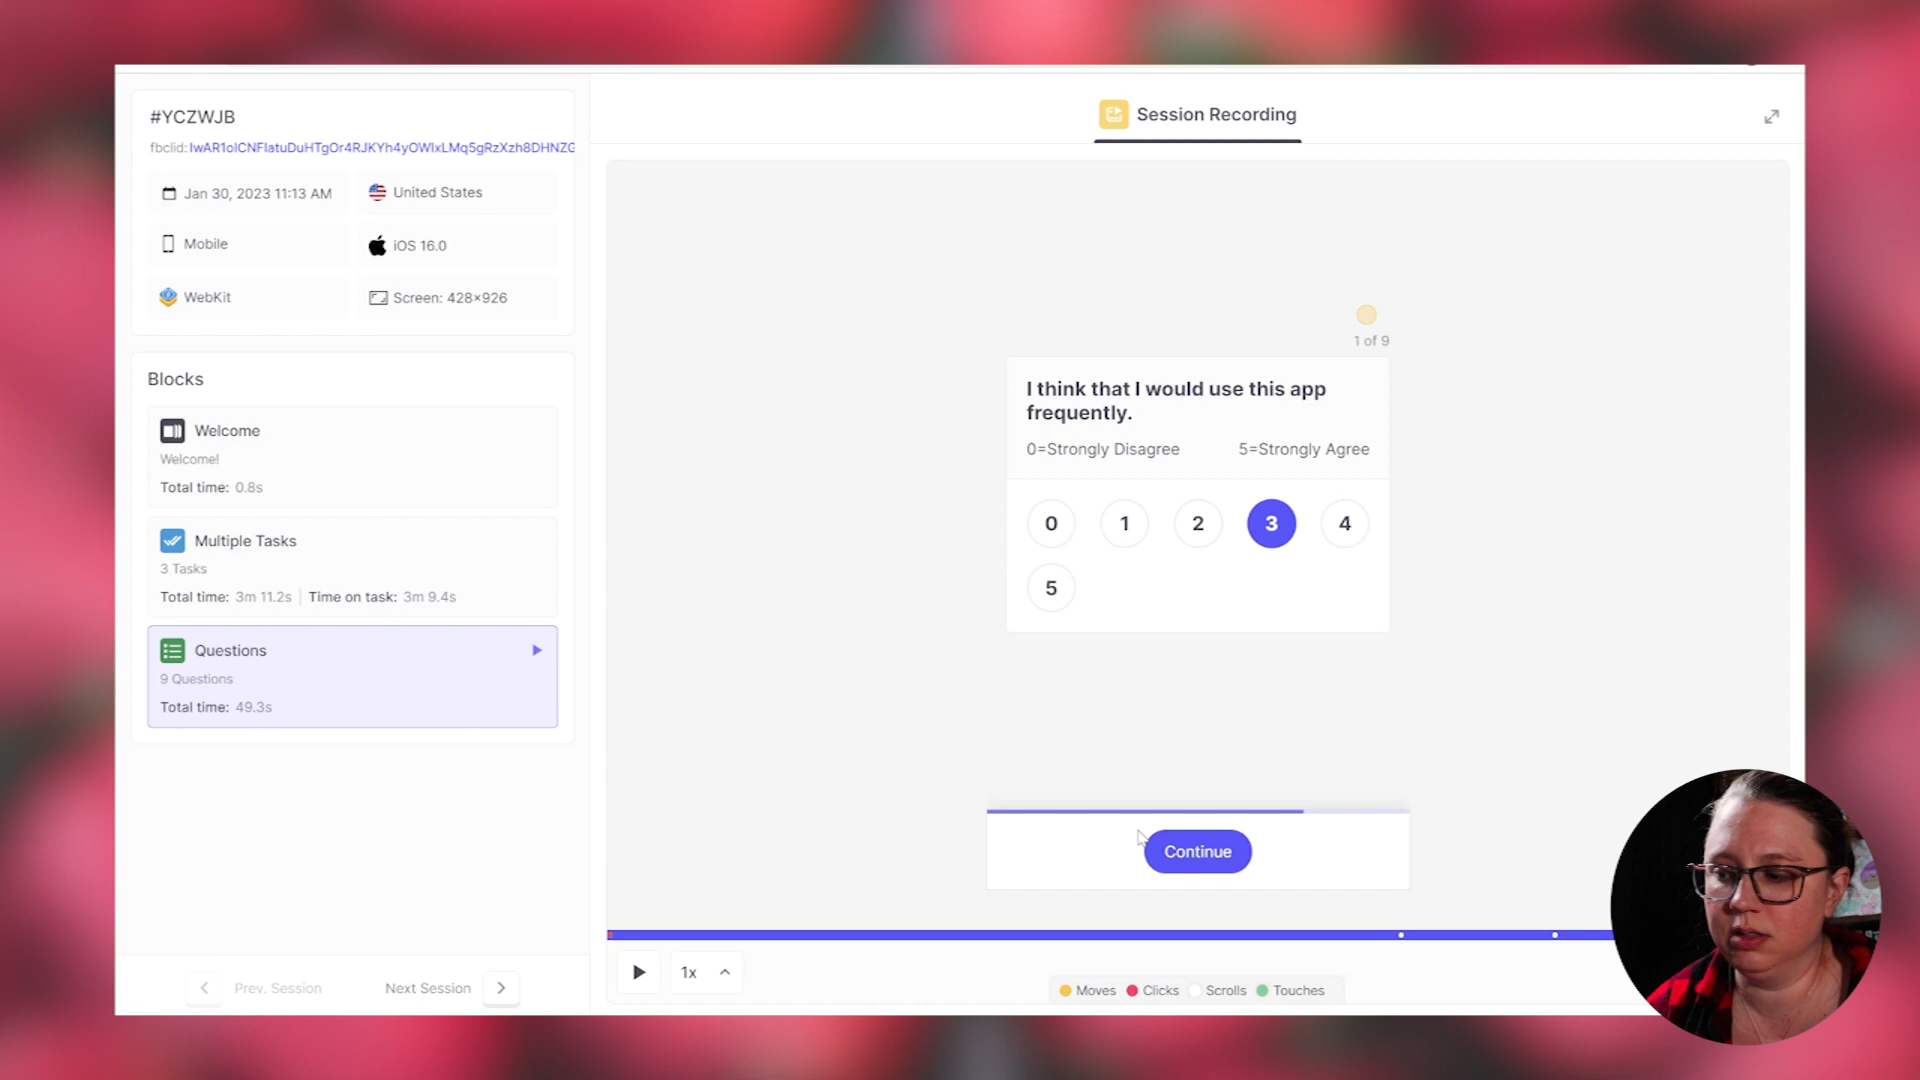 #YCZWJB
fbclid:
Jan 30, 2023 11:13 AM
United States
Mobile
iOS 16.0
WebKit
Screen: 428×926
Blocks
Welcome
Welcome!
Total time: 0.8s
Multiple Tasks
3 Tasks
Total time: 3m 11.2s | Time on task: 3m 9.4s
Questions
9 Questions
Total time: 49.3s
Prev. Session
Next Session
Session Recording
1 of 9
I think that I would use this app
frequently.
0=Strongly Disagree 5=Strongly Agree
0 1 2 3 4
5
Continue
1x
Moves Clicks Scrolls Touches